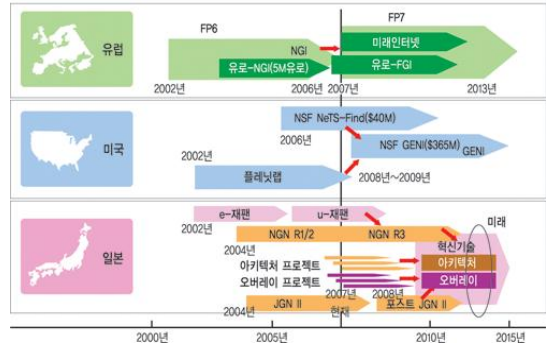 유럽
FP6
FP7
NGI
미래인터넷
유로-NGI(5M유로)
유로-FGI
2002년
2006년
2007년
2013년
미국
NSF NeTS-Find($40M)
2006년
NSF GENI($365M)
GENI
2002년
플래닛랩
2008년~2009년
일본
e-재팬
u-재팬
미래
2002년
NGN R1/2
NGN R3
혁신기술
2004년
아키텍처 프로젝트
아키텍처
오버레이 프로젝트
오버레이
2007년
2008년
2004년
JGN II
현재
포스트 JGN II
2000년
2005년
2010년
2015년